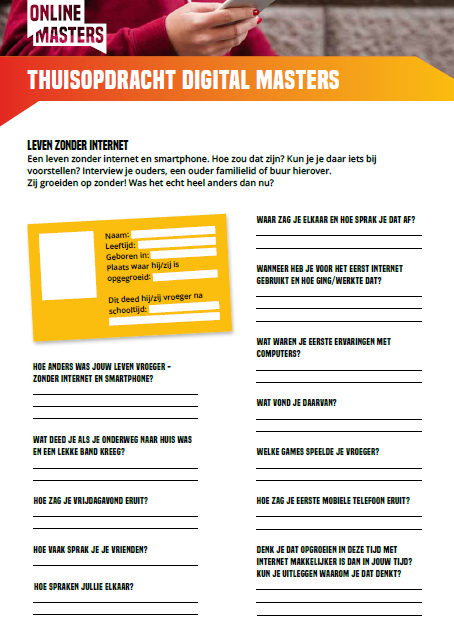 ONLINE
MASTERS
THUISOPDRACHT DIGITAL MASTERS
LEVEN ZONDER INTERNET
Een leven zonder internet en smartphone. Hoe zou dat zijn? Kun je je daar iets bij
voorstellen? Interview je ouders, een ouder familielid of buur hierover.
Zij groeiden op zonder! Was het echt heel anders dan nu?
Naam:
Leeftijd:
Geboren in:
Plaats waar hij/zij is
opgegroeid:
Dit deed hij/zij vroeger na
schooltijd:
HOE ANDERS WAS JOUW LEVEN VROEGER –
ZONDER INTERNET EN SMARTPHONE?
WAT DEED JE ALS JE ONDERWEG NAAR HUIS WAS
EN EEN LEKKE BAND KREEG?
HOE ZAG JE VRIJDAGAVOND ERUIT?
HOE VAAK SPRAK JE JE VRIENDEN?
HOE SPRAKEN JULLIE ELKAAR?
WAAR ZAG JE ELKAAR EN HOE SPRAK JE DAT AF?
WANNEER HEB JE VOOR HET EERST INTERNET
GEBRUIKT EN HOE GING/WERKTE DAT?
WAT WAREN JE EERSTE ERVARINGEN MET
COMPUTERS?
WAT VOND JE DAARVAN?
WELKE GAMES SPEELDE JE VROEGER?
HOE ZAG JE EERSTE MOBIELE TELEFOON ERUIT?
DENK JE DAT OPGROEIEN IN DEZE TIJD MET
INTERNET MAKKELIJKER IS DAN IN JOUW TIJD?
KUN JE UITLEGGEN WAAROM JE DAT DENKT?